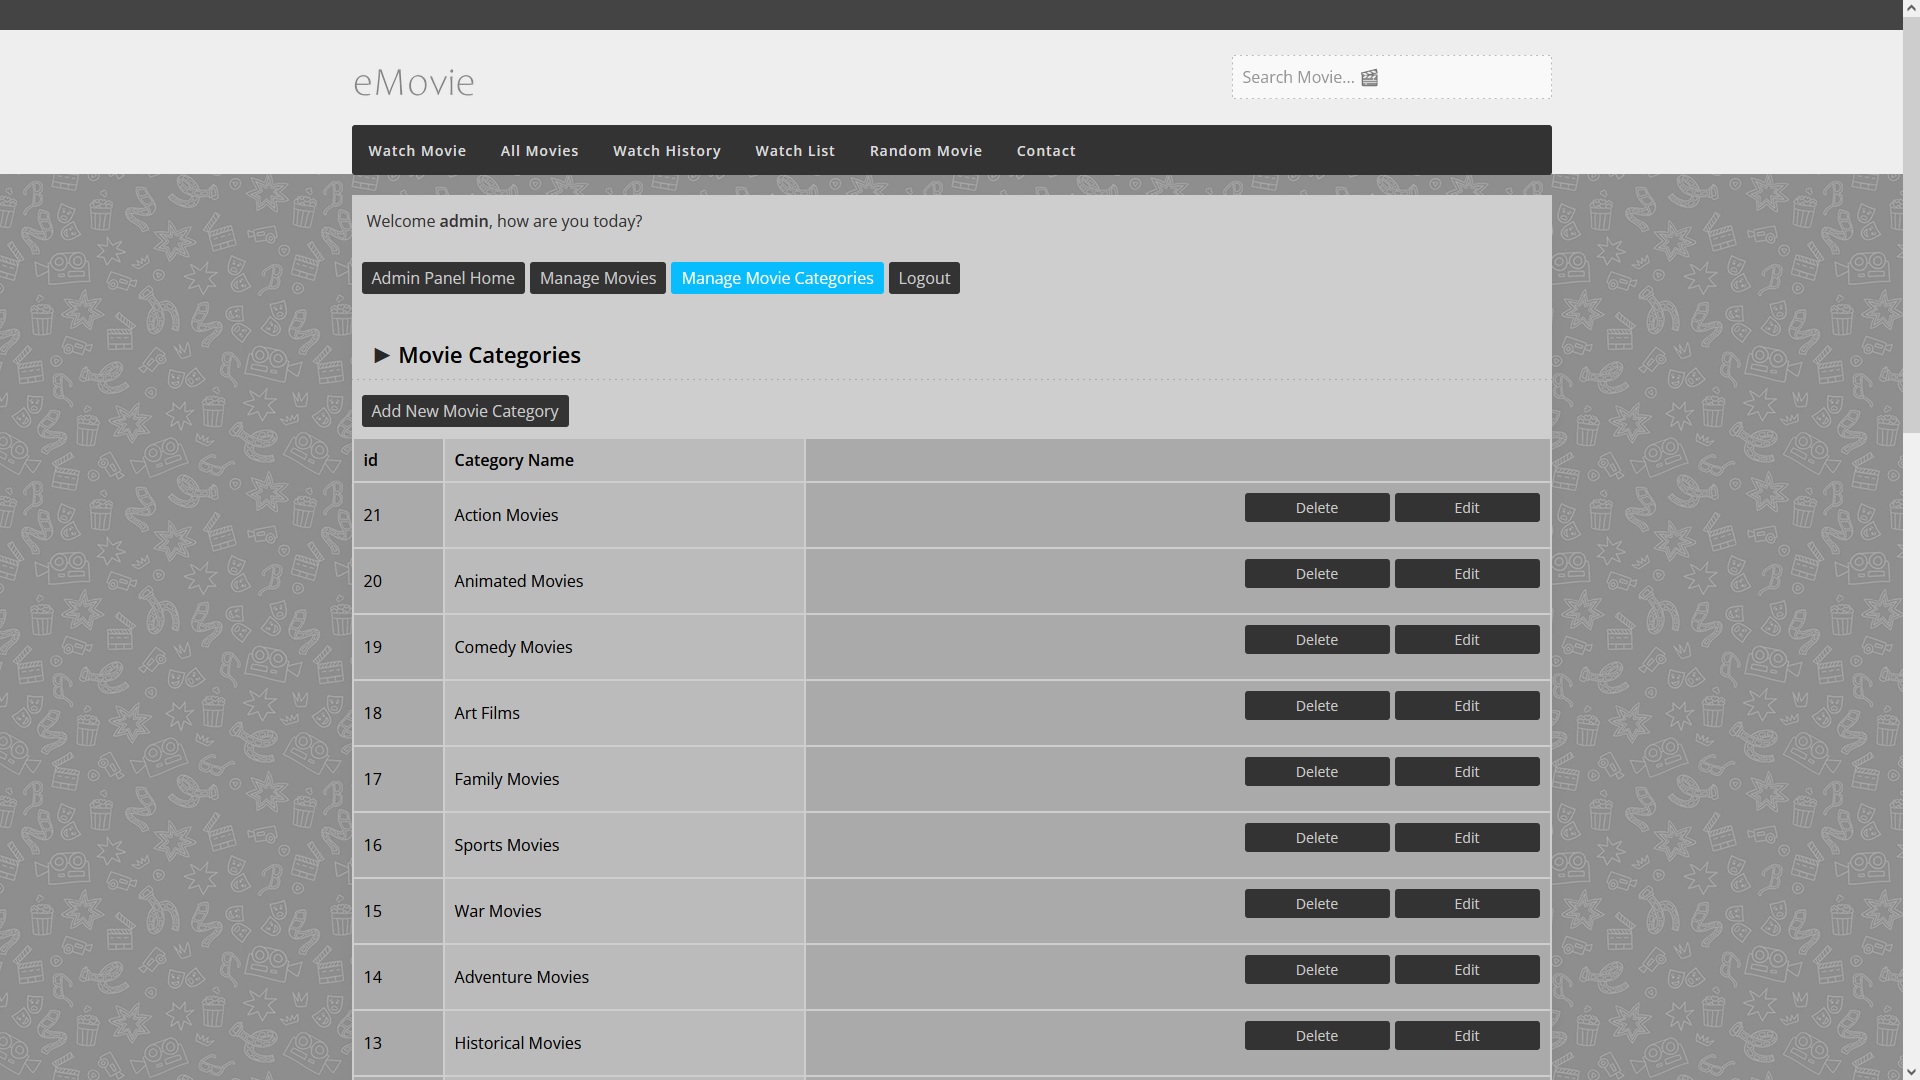 eMovie
Search Movie...
Watch Movie All Movies Watch History Watch List Random Movie Contact
Welcome admin, how are you today?
Admin Panel Home Manage Movies Manage Movie Categories Logout
► Movie Categories
Add New Movie Category
id Category Name
21 Action Movies Delete Edit
20 Animated Movies Delete Edit
19 Comedy Movies Delete Edit
18 Art Films Delete Edit
17 Family Movies Delete Edit
16 Sports Movies Delete Edit
15 War Movies Delete Edit
14 Adventure Movies Delete Edit
13 Historical Movies Delete Edit